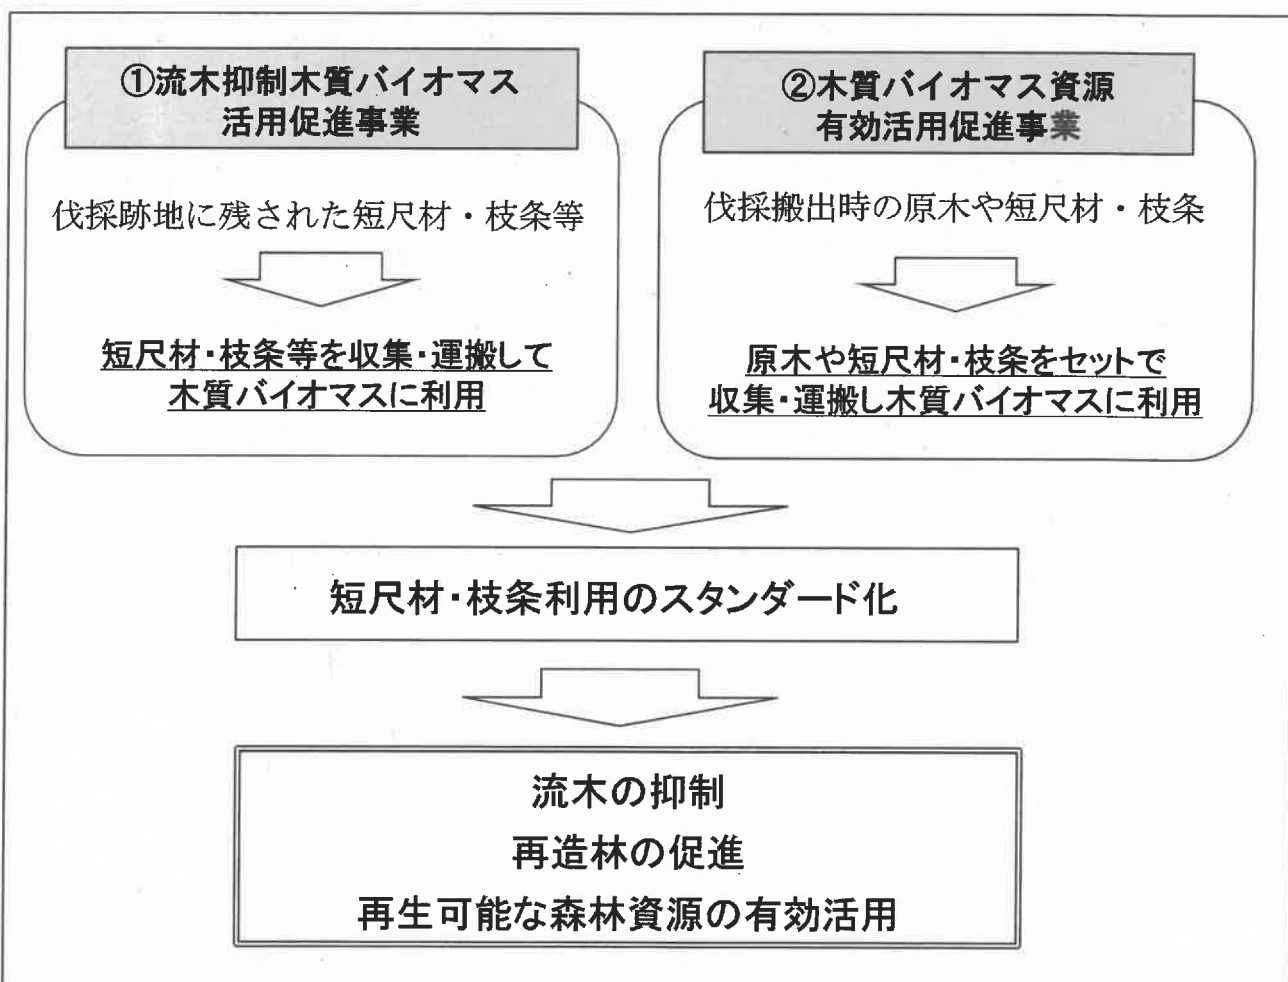 ①流木抑制木質バイオマス
活用促進事業
伐採跡地に残された短尺材・枝条等
短尺材・枝条等を収集・運搬して
木質バイオマスに利用
②木質バイオマス資源
有効活用促進事業
伐採搬出時の原木や短尺材・枝条
原木や短尺材・枝条をセットで
収集・運搬し木質バイオマスに利用
短尺材・枝条利用のスタンダード化
流木の抑制
再造林の促進
再生可能な森林資源の有効活用